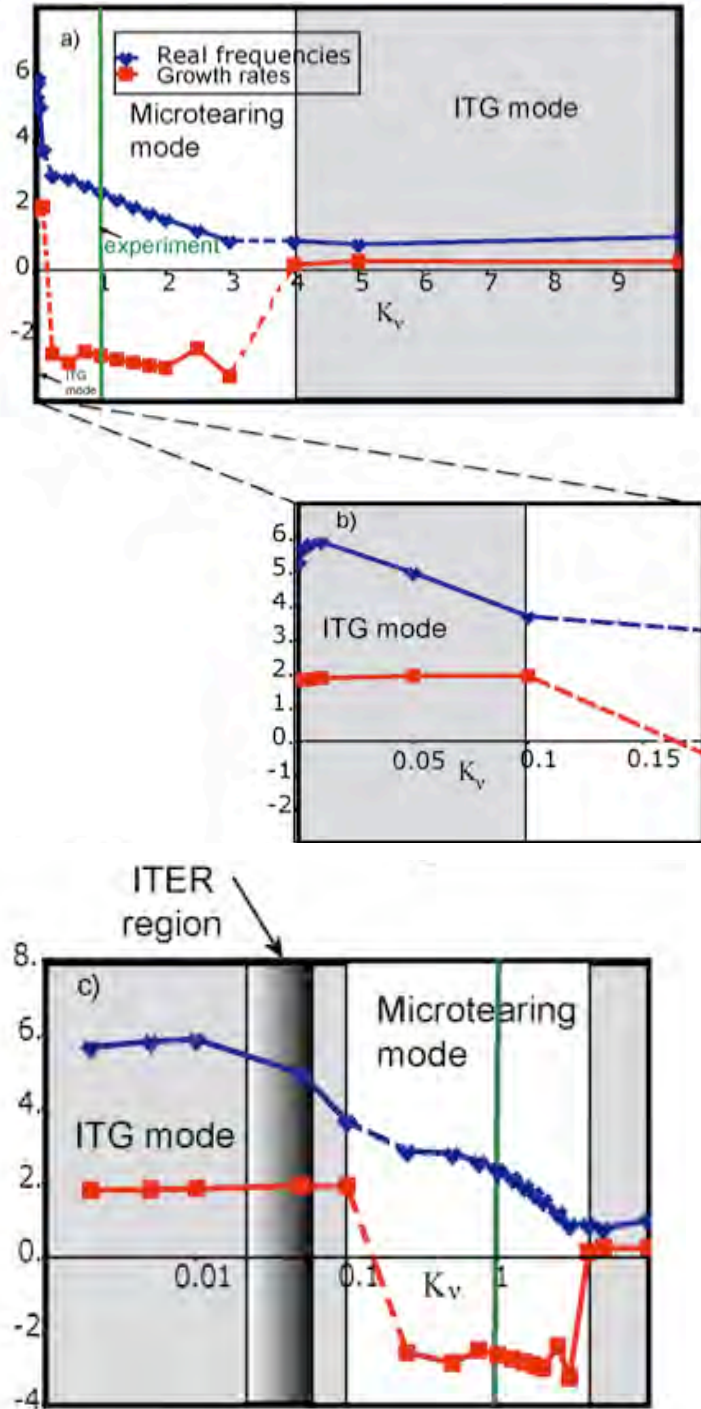 a)
Real frequencies
Growth rates
Microtearing
mode
ITG mode
experiment
6
4
2
0
-2
1 2 3 4 5 6 7 8 9
Kν
ITG
mode
b)
6.
5.
4.
3.
2.
1.
0.
-1
-2
ITG mode
0.05 0.1 0.15
Kν
ITER
region
c)
8.
6.
4.
2.
0.
-2
-4
Microtearing
mode
ITG mode
0.01 0.1 1
Kν